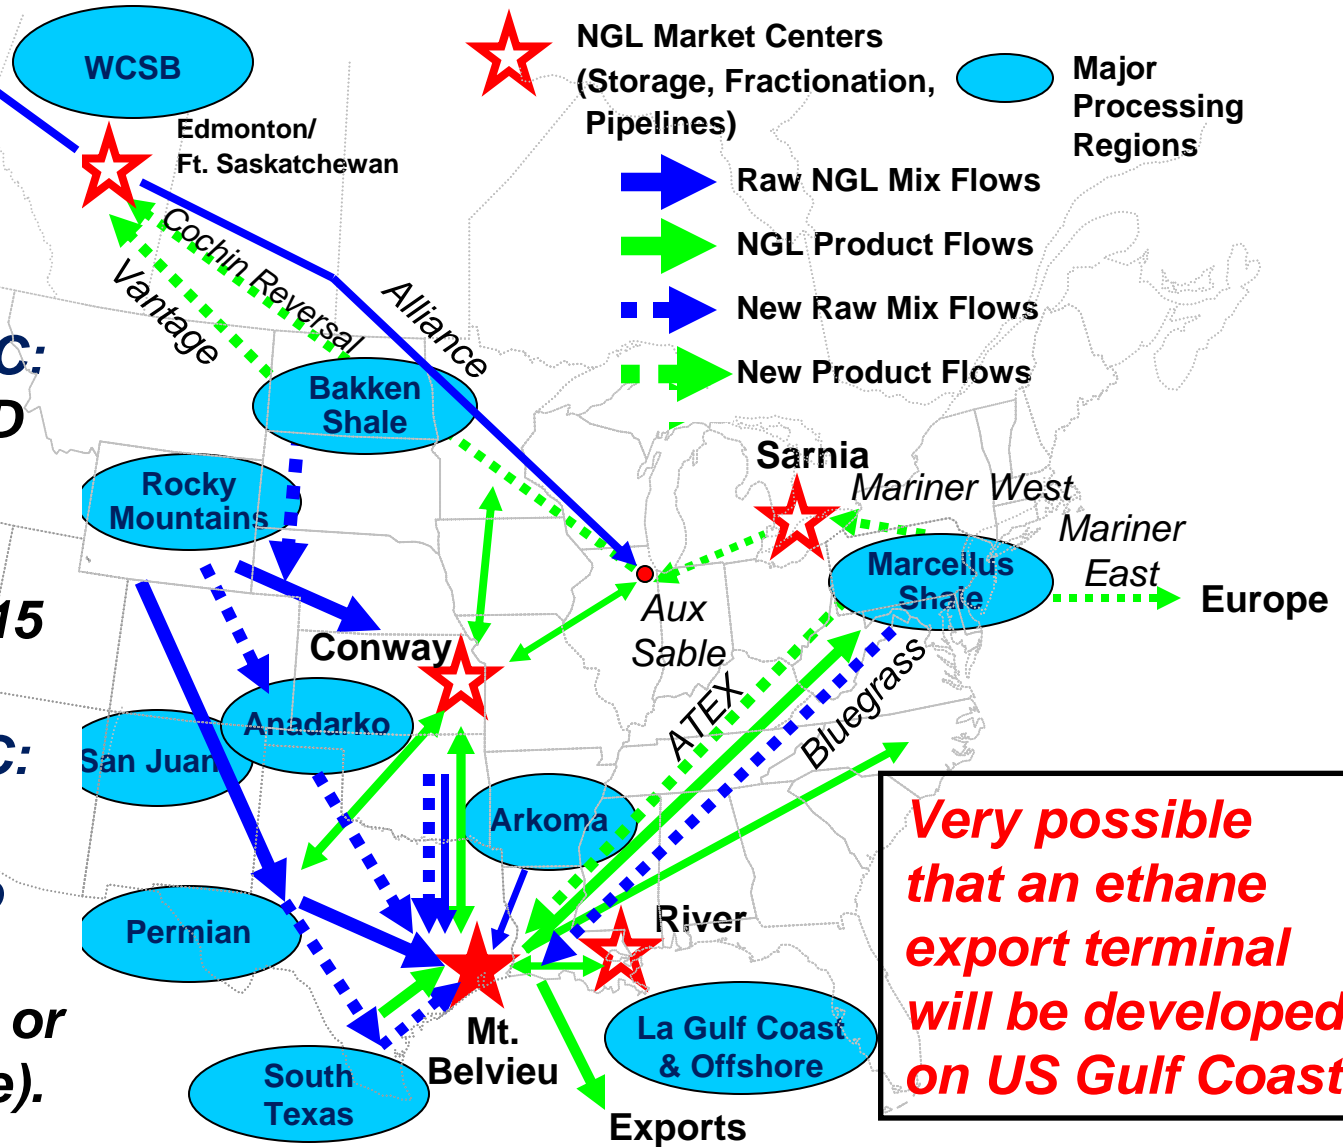 WCSB
Edmonton/
Ft. Saskatchewan
NGL Market Centers
(Storage, Fractionation,
Pipelines)
Major
Processing
Regions
Raw NGL Mix Flows
NGL Product Flows
New Raw Mix Flows
New Product Flows
Cochin Reversal
Vantage
Alliance
C:
D
Bakken
Shale
Rocky
Mountains
Sarnia
Mariner West
Mariner
East
Marcellus
Shale
Europe
15
Aux
Sable
Conway
ATEX
Bluegrass
Anadarko
San Juan
C:
Arkoma
Very possible
that an ethane
export terminal
will be developed
on US Gulf Coast
Permian
River
or
e).
Mt.
Belvieu
La Gulf Coast
& Offshore
South
Texas
Exports